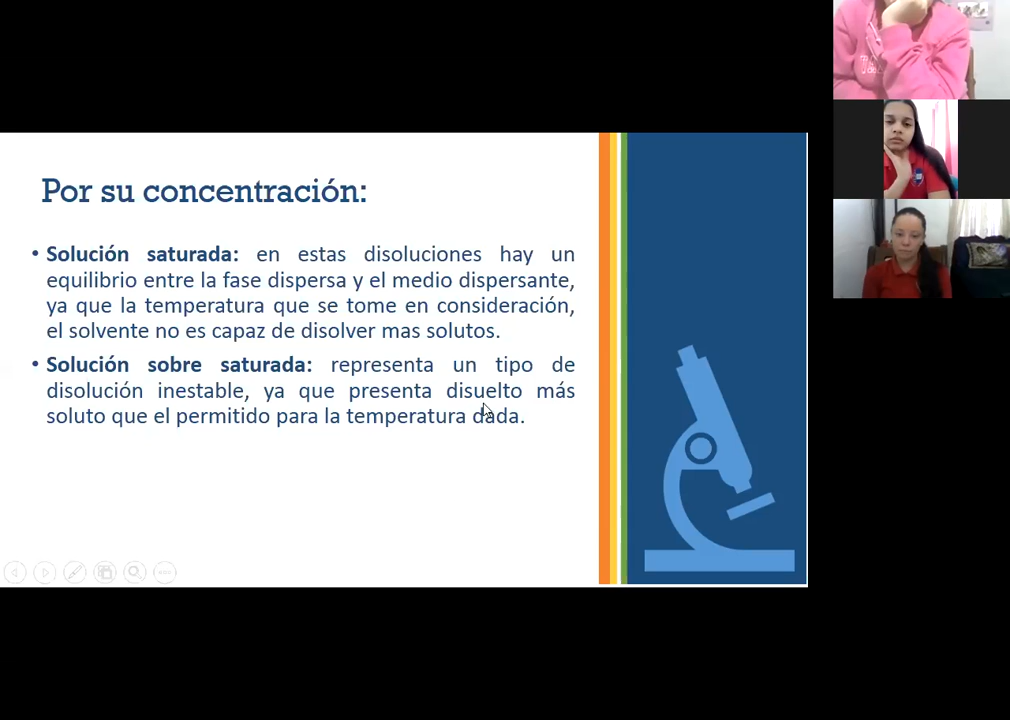 Por su concentración:
• Solución saturada: en estas disoluciones hay un
equilibrio entre la fase dispersa y el medio dispersante,
ya que la temperatura que se tome en consideración,
el solvente no es capaz de disolver mas solutos.
• Solución sobre saturada: representa un tipo de
disolución inestable, ya que presenta disuelto más
soluto que el permitido para la temperatura dada.